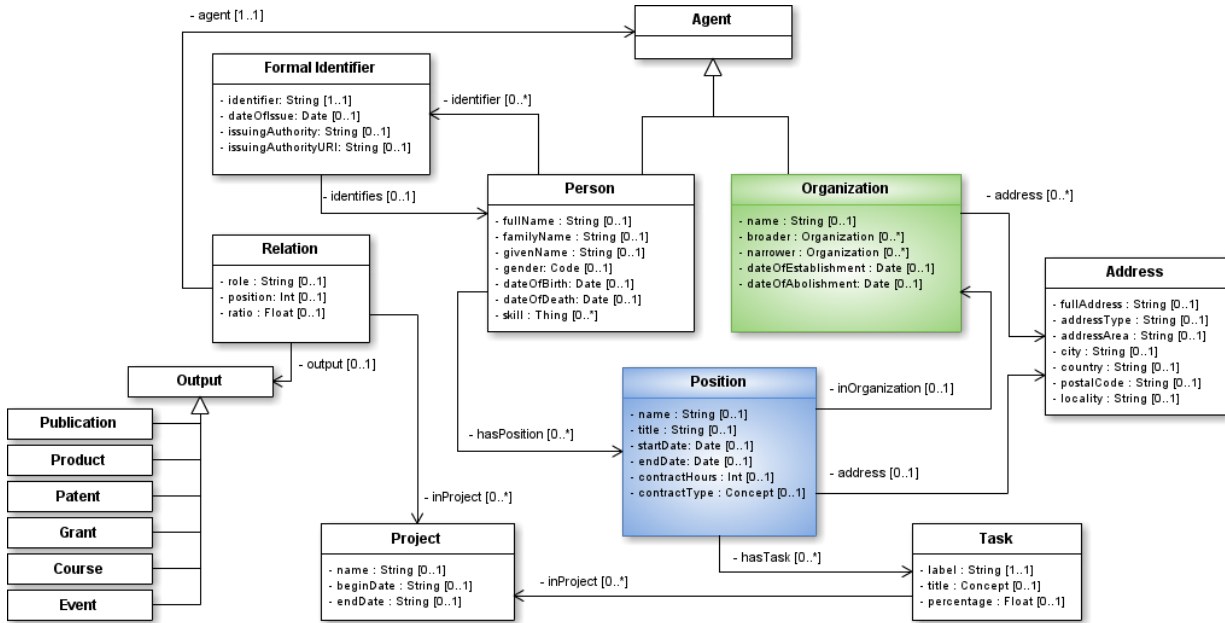 - agent [1..1]
Agent
Formal Identifier
- identifier: String [1..1]
- dateOfIssue: Date [0..1]
- issuingAuthority: String [0..1]
- issuingAuthorityURI: String [0..1]
- identifier [0..*]
- identifies [0..1]
Person
- fullName : String [0..1]
- familyName : String [0..1]
- givenName : String [0..1]
- gender: Code [0..1]
- dateOfBirth: Date [0..1]
- dateOfDeath: Date [0..1]
- skill : Thing [0..*]
Organization
- name : String [0..1]
- broader : Organization [0..*]
- narrower : Organization [0..*]
- dateOfEstablishment : Date [0..1]
- dateOfAbolishment: Date [0..1]
- address [0..*]
Relation
- role : String [0..1]
- position: Int [0..1]
- ratio : Float [0..1]
Address
- fullAddress : String [0..1]
- addressType : String [0..1]
- addressArea : String [0..1]
- city : String [0..1]
- country : String [0..1]
- postalCode : String [0..1]
- locality : String [0..1]
- output [0..1]
Output
Publication
Product
Patent
Grant
Course
Event
- hasPosition [0..*]
Position
- name : String [0..1]
- title : String [0..1]
- startDate: Date [0..1]
- endDate: Date [0..1]
- contractHours : Int [0..1]
- contractType : Concept [0..1]
- inOrganization [0..1]
- address [0..1]
- inProject [0..*]
Project
- name : String [0..1]
- beginDate : String [0..1]
- endDate : String [0..1]
- hasTask [0..*]
- inProject [0..*]
Task
- label : String [1..1]
- title : Concept [0..1]
- percentage : Float [0..1]